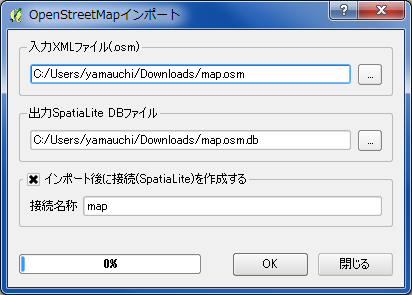 OpenStreetMapインポート
入力XMLファイル(.osm)
C:/Users/yamauchi/Downloads/map.osm
...
出力SpatiaLite DBファイル
C:/Users/yamauchi/Downloads/map.osm.db
...
インポート後に接続(SpatiaLite)を作成する
接続名称 map
0% OK 閉じる